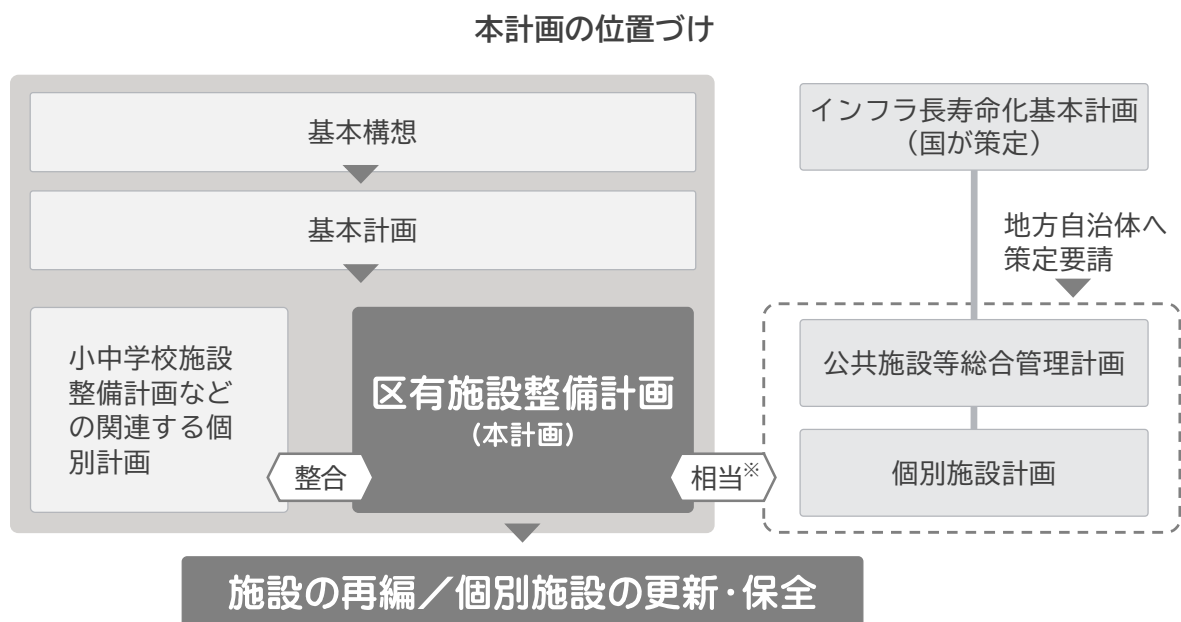 本計画の位置づけ
基本構想
基本計画
小中学校施設
整備計画など
の関連する個
別計画
整合
区有施設整備計画
(本計画)
相当※
インフラ長寿命化基本計画
（国が策定）
地方自治体へ
策定要請
公共施設等総合管理計画
個別施設計画
施設の再編／個別施設の更新・保全